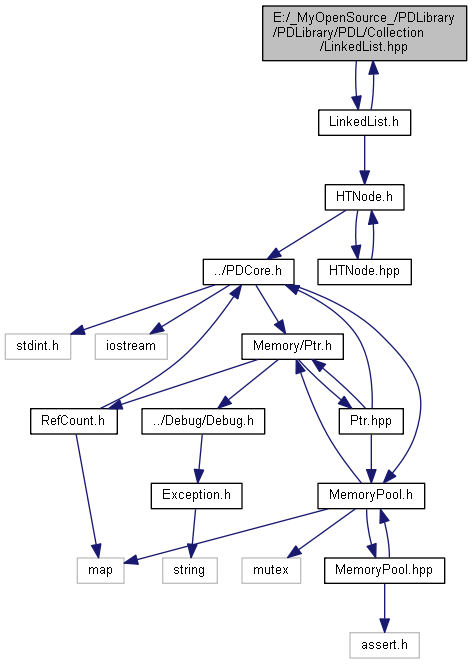 E:/_MyOpenSource_/PDLibrary
/PDLibrary/PDL/Collection
/LinkedList.hpp
LinkedList.h
HTNode.h
../PDCore.h
HTNode.hpp
stdint.h
iostream
Memory/Ptr.h
RefCount.h
../Debug/Debug.h
Ptr.hpp
Exception.h
MemoryPool.h
map
string
mutex
MemoryPool.hpp
assert.h